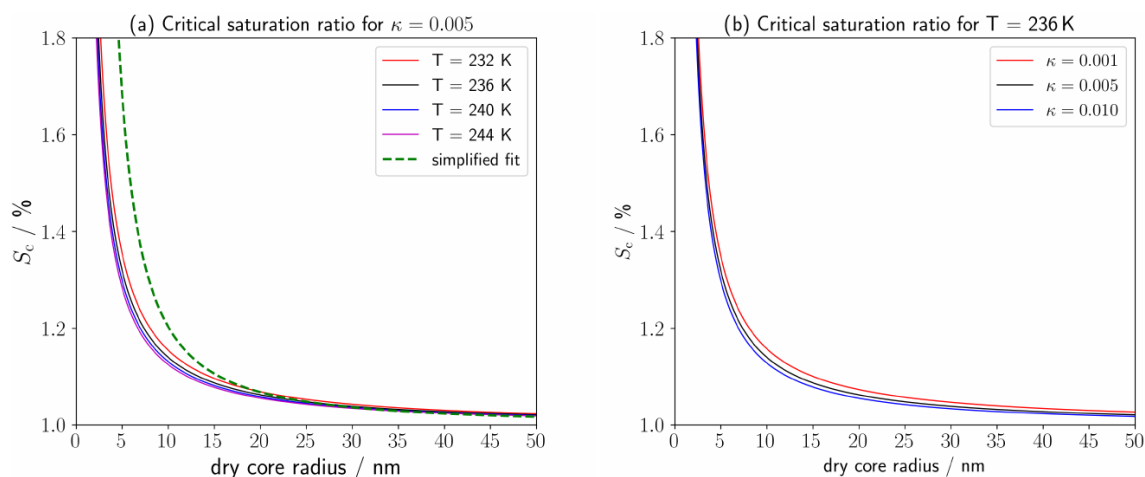 (a) Critical saturation ratio for κ = 0.005
1.8
1.6
1.4
1.2
1.0
S_c / %
0 5 10 15 20 25 30 35 40 45 50
dry core radius / nm
T = 232 K
T = 236 K
T = 240 K
T = 244 K
simplified fit
(b) Critical saturation ratio for T = 236 K
1.8
1.6
1.4
1.2
1.0
S_c / %
0 5 10 15 20 25 30 35 40 45 50
dry core radius / nm
κ = 0.001
κ = 0.005
κ = 0.010